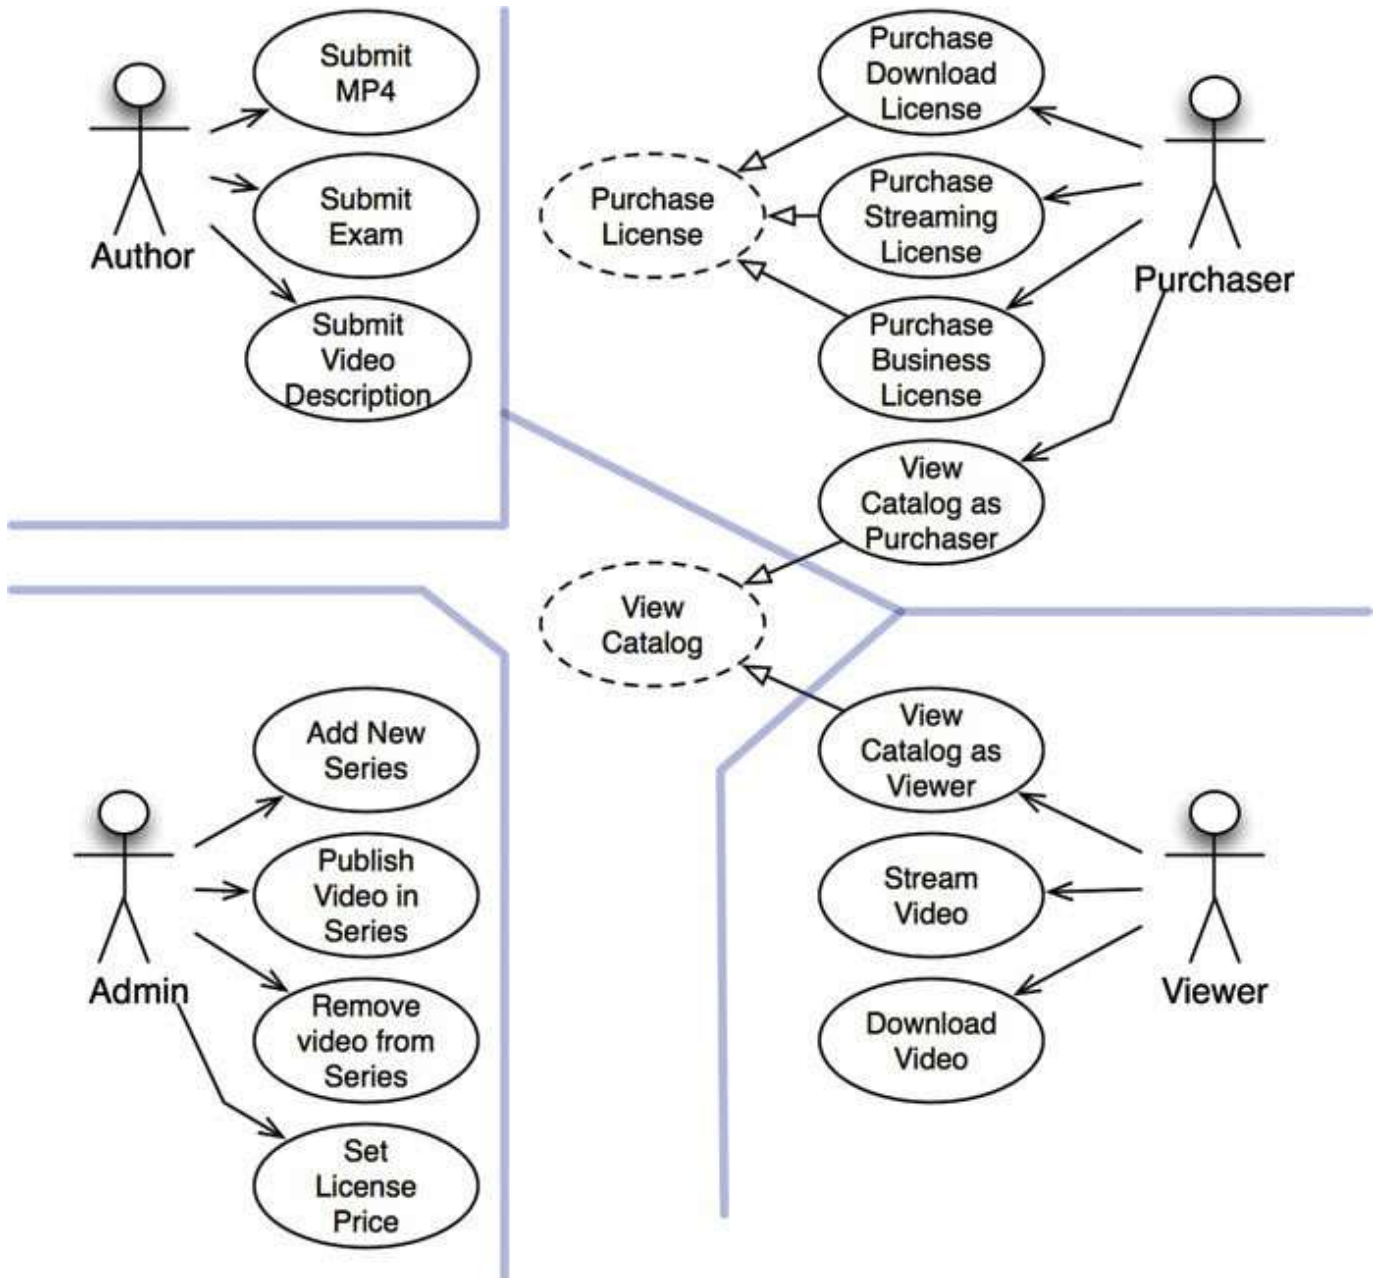 Submit
MP4
Author
Submit
Exam
Submit
Video
Description
Purchase
Download
License
Purchase
License
Purchase
Streaming
License
Purchaser
Purchase
Business
License
View
Catalog as
Purchaser
View
Catalog
Add New
Series
Publish
Video in
Series
Admin
Remove
video from
Series
Set
License
Price
View
Catalog as
Viewer
Stream
Video
Viewer
Download
Video